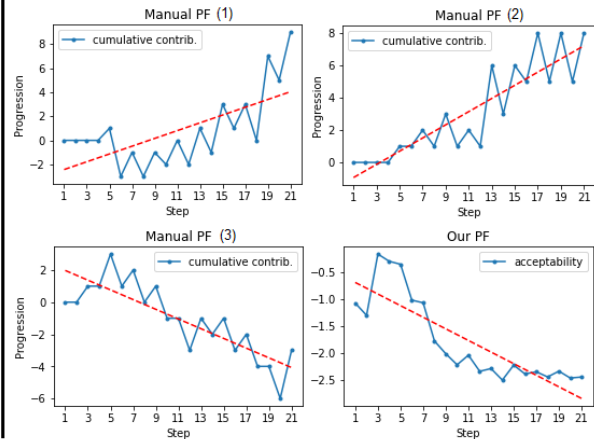 Manual PF (1)
cumulative contrib.
Progression
8
6
4
2
0
−2
1 3 5 7 9 11 13 15 17 19 21
Step
Manual PF (2)
cumulative contrib.
Progression
8
6
4
2
0
1 3 5 7 9 11 13 15 17 19 21
Step
Manual PF (3)
cumulative contrib.
Progression
2
0
−2
−4
−6
1 3 5 7 9 11 13 15 17 19 21
Step
Our PF
acceptability
−0.5
−1.0
−1.5
−2.0
−2.5
1 3 5 7 9 11 13 15 17 19 21
Step